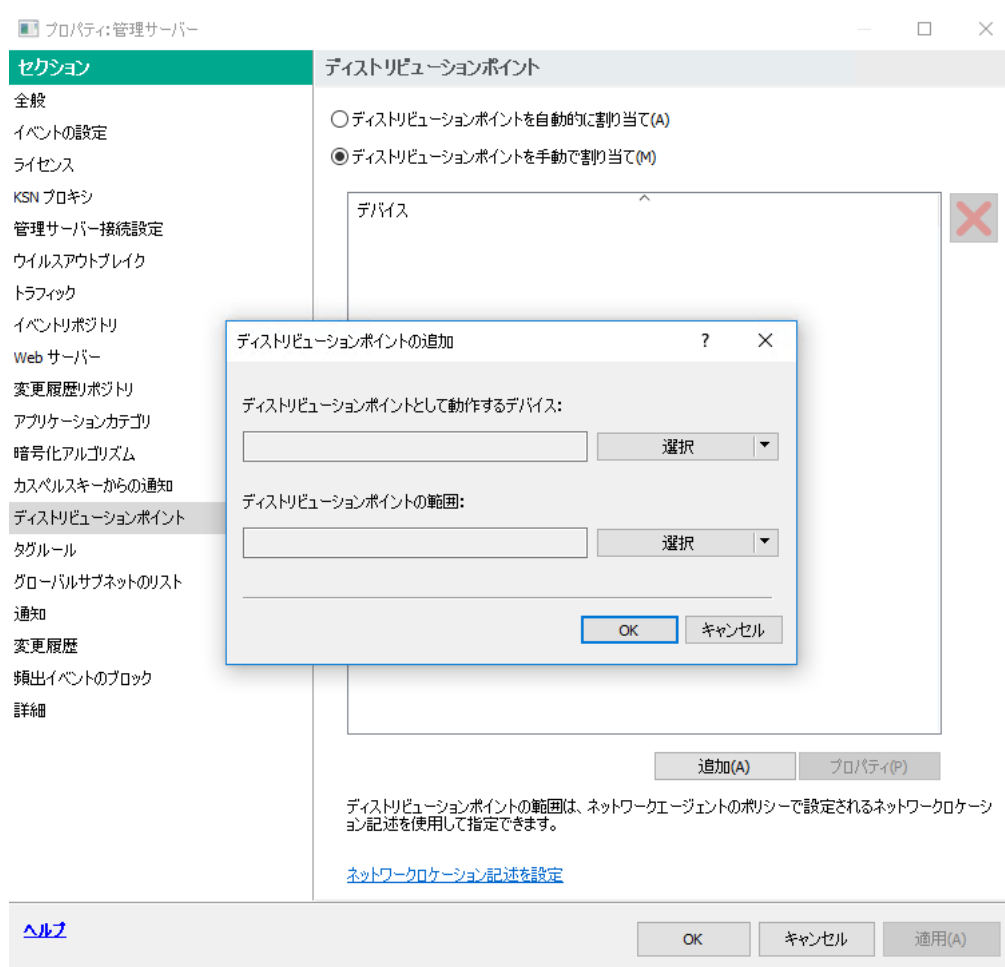 プロパティ:管理サーバー
セクション
全般
イベントの設定
ライセンス
KSN プロキシ
管理サーバー接続設定
ウイルスアウトブレイク
トラフィック
イベントリポジトリ
Web サーバー
変更履歴リポジトリ
アプリケーションカテゴリ
暗号化アルゴリズム
カスペルスキーからの通知
ディストリビューションポイント
タグルール
グローバルサブネットのリスト
通知
変更履歴
頻出イベントのブロック
詳細
ディストリビューションポイント
ディストリビューションポイントを自動的に割り当て(A)
ディストリビューションポイントを手動で割り当て(M)
デバイス
ディストリビューションポイントの追加 ?
ディストリビューションポイントとして動作するデバイス:
選択
ディストリビューションポイントの範囲:
選択
OK キャンセル
追加(A) プロパティ(P)
ディストリビューションポイントの範囲は、ネットワークエージェントのポリシーで設定されるネットワークロケーシ
ョン記述を使用して指定できます。
ネットワークロケーション記述を設定
ヘルプ
OK キャンセル 適用(A)